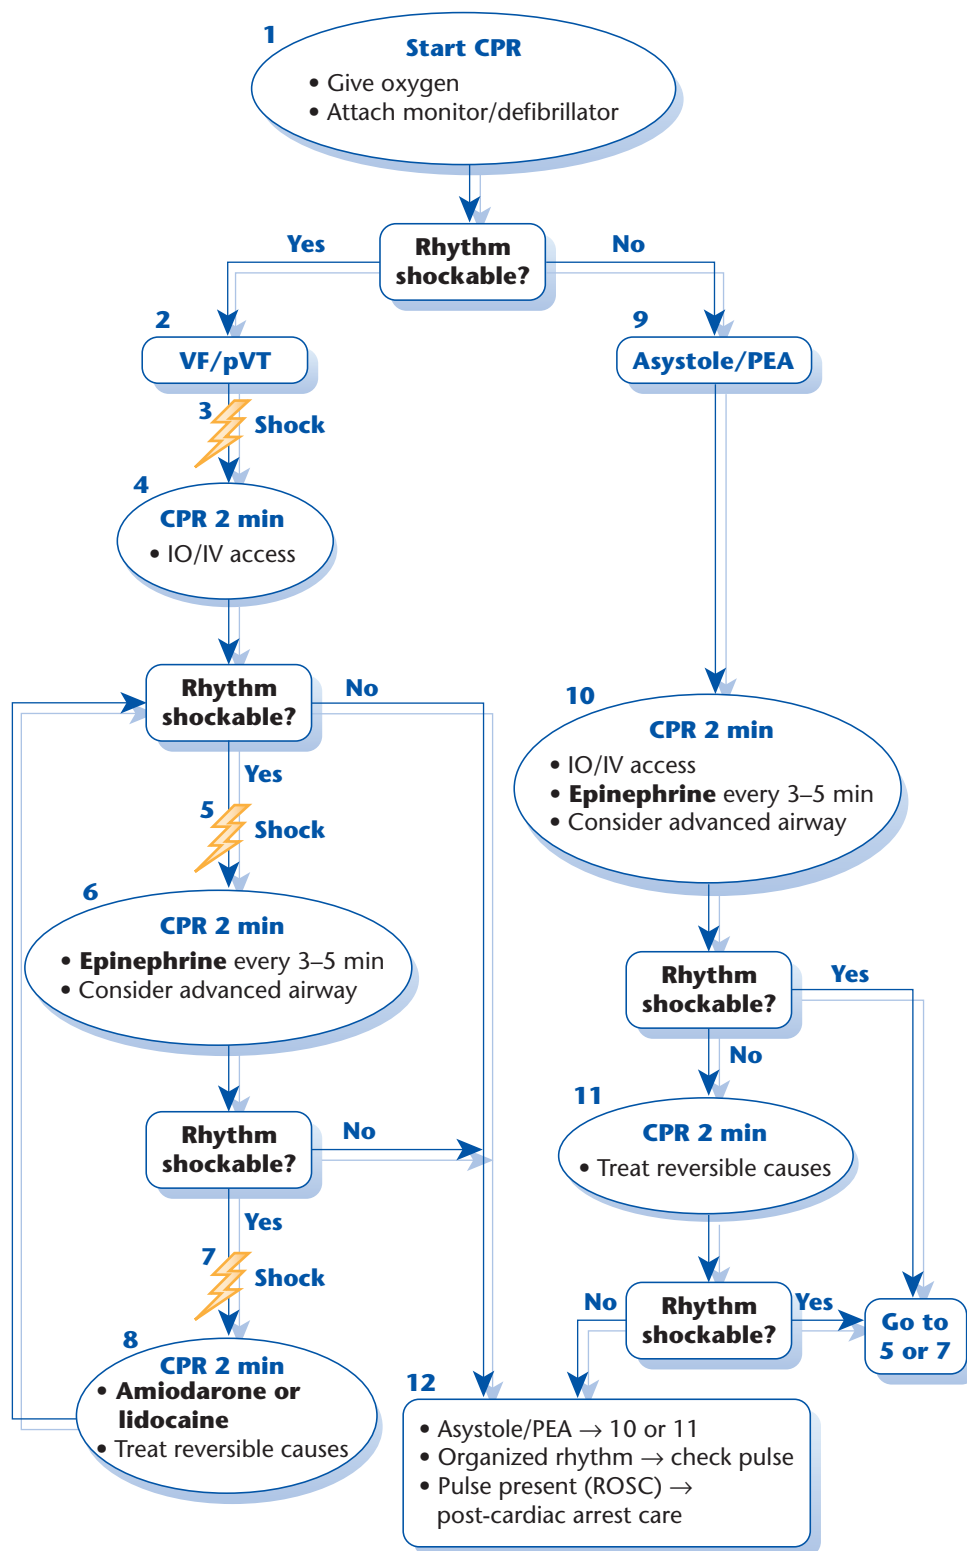 1
Start CPR
• Give oxygen
• Attach monitor/defibrillator
Rhythm
shockable?
Yes
No
2
VF/pVT
3
Shock
4
CPR 2 min
• IO/IV access
Rhythm
shockable?
No
Yes
5
Shock
6
CPR 2 min
• Epinephrine every 3–5 min
• Consider advanced airway
Rhythm
shockable?
No
Yes
7
Shock
8
CPR 2 min
• Amiodarone or
lidocaine
• Treat reversible causes
9
Asystole/PEA
10
CPR 2 min
• IO/IV access
• Epinephrine every 3–5 min
• Consider advanced airway
Rhythm
shockable?
Yes
No
11
CPR 2 min
• Treat reversible causes
Rhythm
shockable?
No
Yes
Go to
5 or 7
12
• Asystole/PEA → 10 or 11
• Organized rhythm → check pulse
• Pulse present (ROSC) →
post-cardiac arrest care